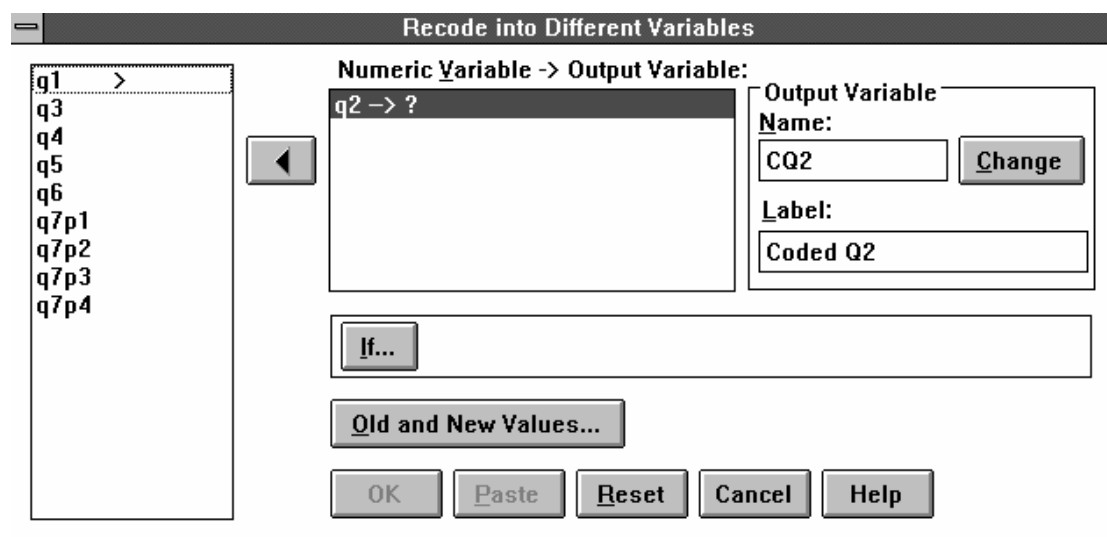 Recode into Different Variables
q1 >
q3
q4
q5
q6
q7p1
q7p2
q7p3
q7p4
Numeric Variable -> Output Variable:
q2 -> ?
Output Variable
Name:
CQ2
Change
Label:
Coded Q2
If...
Old and New Values...
OK Paste Reset Cancel Help